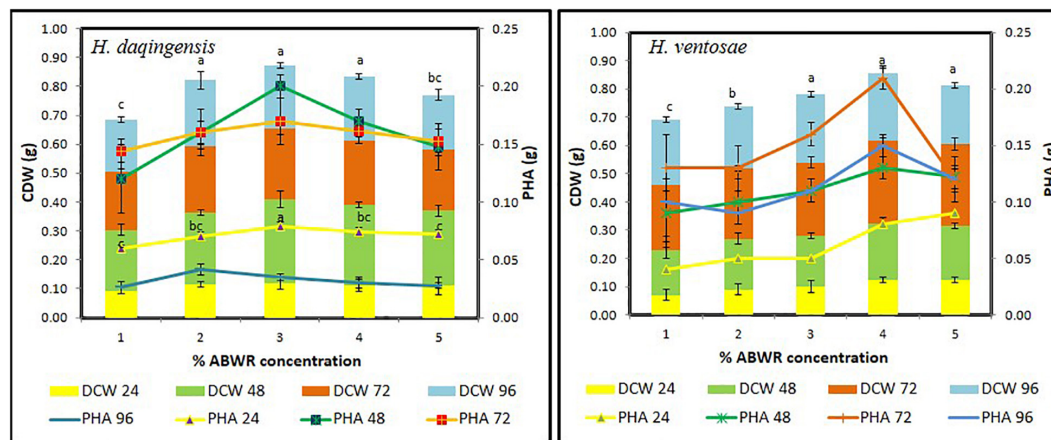 H. daqingensis
CDW (g)
1.00
0.90
0.80
0.70
0.60
0.50
0.40
0.30
0.20
0.10
0.00
c
a
a
a
bc
c
bc
a
bc
c
0.25
0.20
0.15
0.10
0.05
0.00
PHA (g)
1 2 3 4 5
% ABWR concentration
DCW 24 DCW 48 DCW 72 DCW 96
PHA 96 PHA 24 PHA 48 PHA 72
H. ventosae
CDW (g)
1.00
0.90
0.80
0.70
0.60
0.50
0.40
0.30
0.20
0.10
0.00
c
b
a
a
a
0.25
0.20
0.15
0.10
0.05
0.00
PHA (g)
1 2 3 4 5
% ABWR concentration
DCW 24 DCW 48 DCW 72 DCW 96
PHA 24 PHA 48 PHA 72 PHA 96